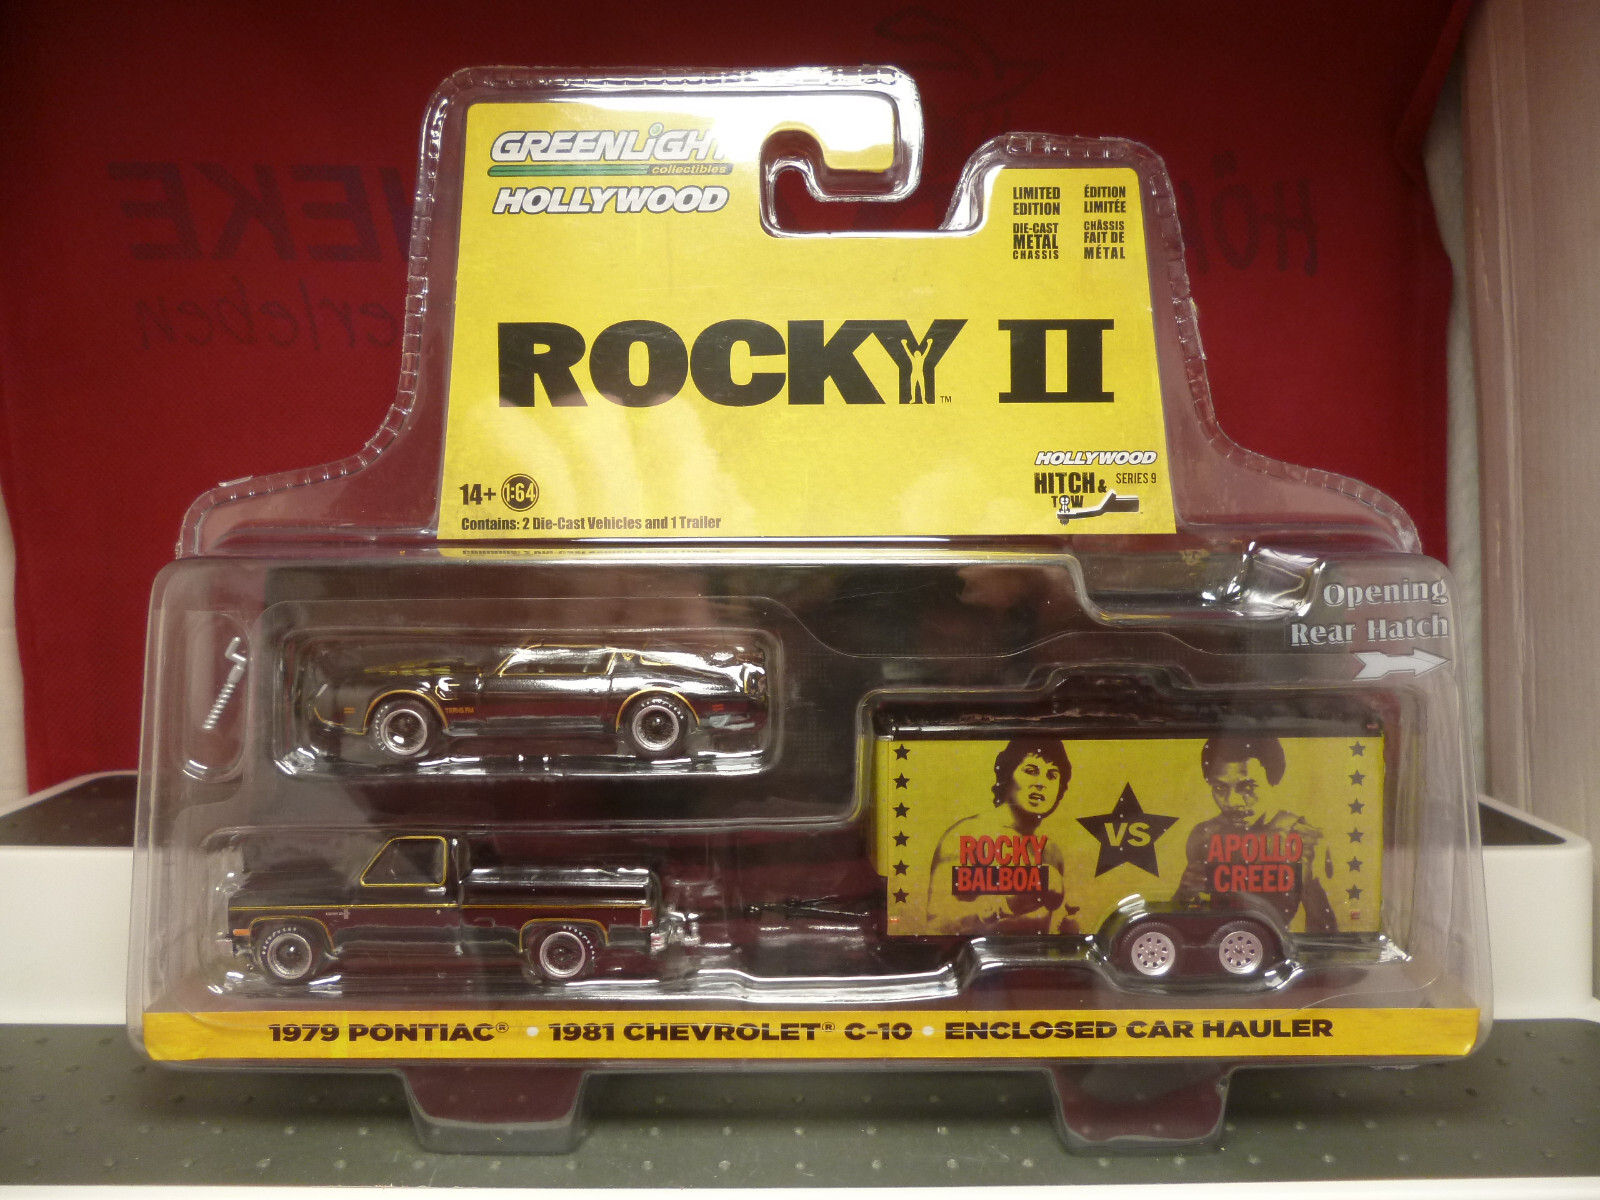 GREENLiGHT
collectibles
HOLLYWOOD
LIMITED
EDITION
DIE-CAST
METAL
CHASSIS
ÉDITION
LIMITÉE
CHÂSSIS
FAIT DE
MÉTAL
ROCKY II
™
HOLLYWOOD
HITCH &
TOW
SERIES 9
14+ 1:64
Contains: 2 Die-Cast Vehicles and 1 Trailer
Opening
Rear Hatch
ROCKY
BALBOA
VS
APOLLO
CREED
1979 PONTIAC® • 1981 CHEVROLET® C-10 • ENCLOSED CAR HAULER
erleben